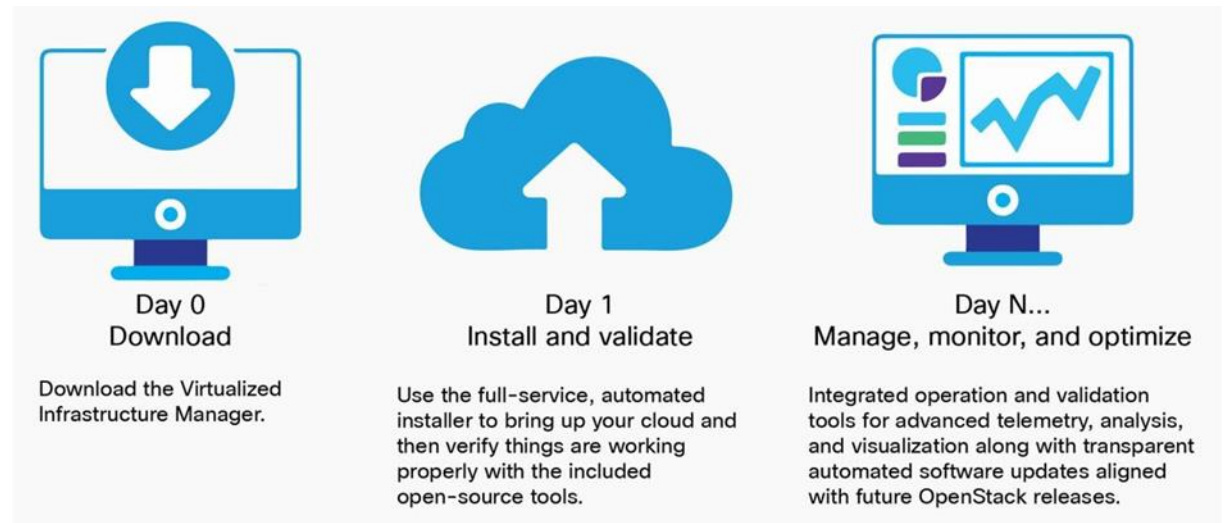 Day 0
Download
Download the Virtualized
Infrastructure Manager.
Day 1
Install and validate
Use the full-service, automated
installer to bring up your cloud and
then verify things are working
properly with the included
open-source tools.
Day N...
Manage, monitor, and optimize
Integrated operation and validation
tools for advanced telemetry, analysis,
and visualization along with transparent
automated software updates aligned
with future OpenStack releases.